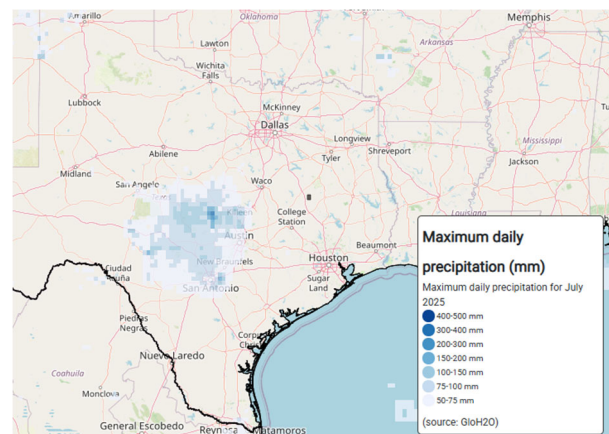 Amarillo
Oklahoma
Memphis
Lawton
Arkansas
Wichita
Falls
Lubbock
McKinney
Dallas
Mississippi
Abilene
Longview
Shreveport
Tyler
Jackson
Midland
San Angelo
Waco
Killeen
College
Station
Louisiana
Austin
Beaumont
New Braunfels
Houston
Ciudad
Acuña
San Antonio
Sugar
Land
Piedras
Negras
Corpus
Christi
Nuevo Laredo
Coahuila
Monclova
General Escobedo
Reynosa
Matamoros
Maximum daily
precipitation (mm)
Maximum daily precipitation for July
2025
400-500 mm
300-400 mm
200-300 mm
150-200 mm
100-150 mm
75-100 mm
50-75 mm
(source: GloH2O)